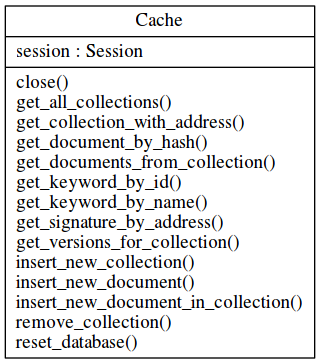 Cache
session : Session
close()
get_all_collections()
get_collection_with_address()
get_document_by_hash()
get_documents_from_collection()
get_keyword_by_id()
get_keyword_by_name()
get_signature_by_address()
get_versions_for_collection()
insert_new_collection()
insert_new_document()
insert_new_document_in_collection()
remove_collection()
reset_database()